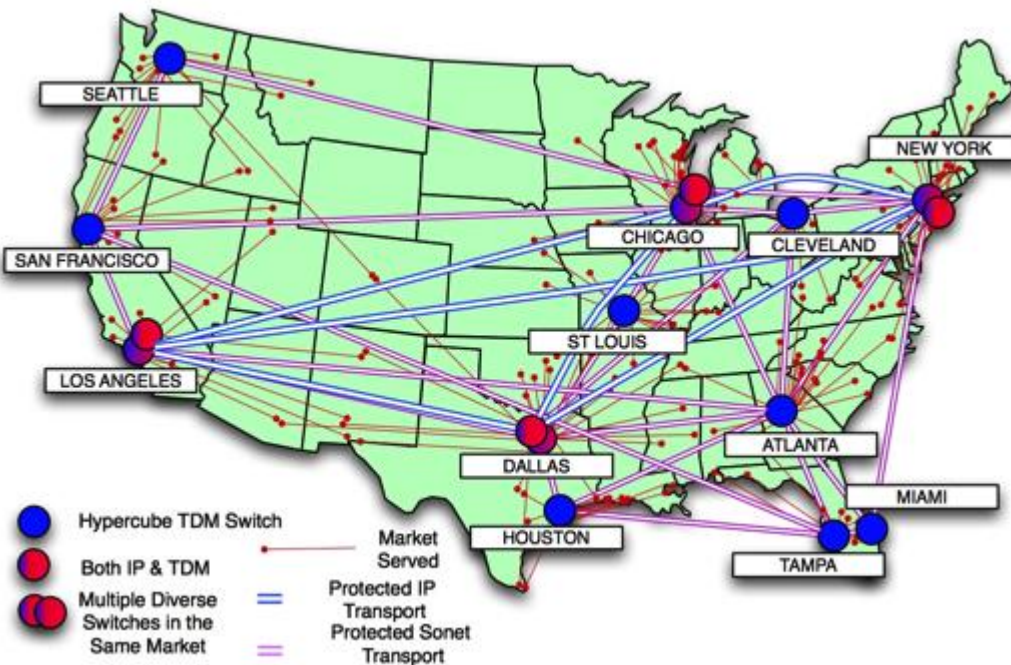 SEATTLE
NEW YORK
CHICAGO
CLEVELAND
SAN FRANCISCO
ST LOUIS
LOS ANGELES
ATLANTA
DALLAS
MIAMI
HOUSTON
TAMPA
Hypercube TDM Switch
Both IP & TDM
Multiple Diverse
Switches in the
Same Market
Market
Served
Protected IP
Transport
Protected Sonet
Transport